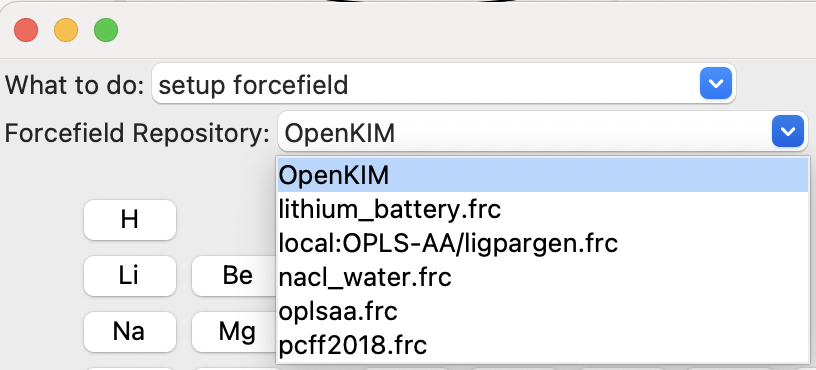 What to do: setup forcefield
Forcefield Repository: OpenKIM
OpenKIM
lithium_battery.frc
local:OPLS-AA/ligpargen.frc
nacl_water.frc
oplsaa.frc
pcff2018.frc
H
Li Be
Na Mg